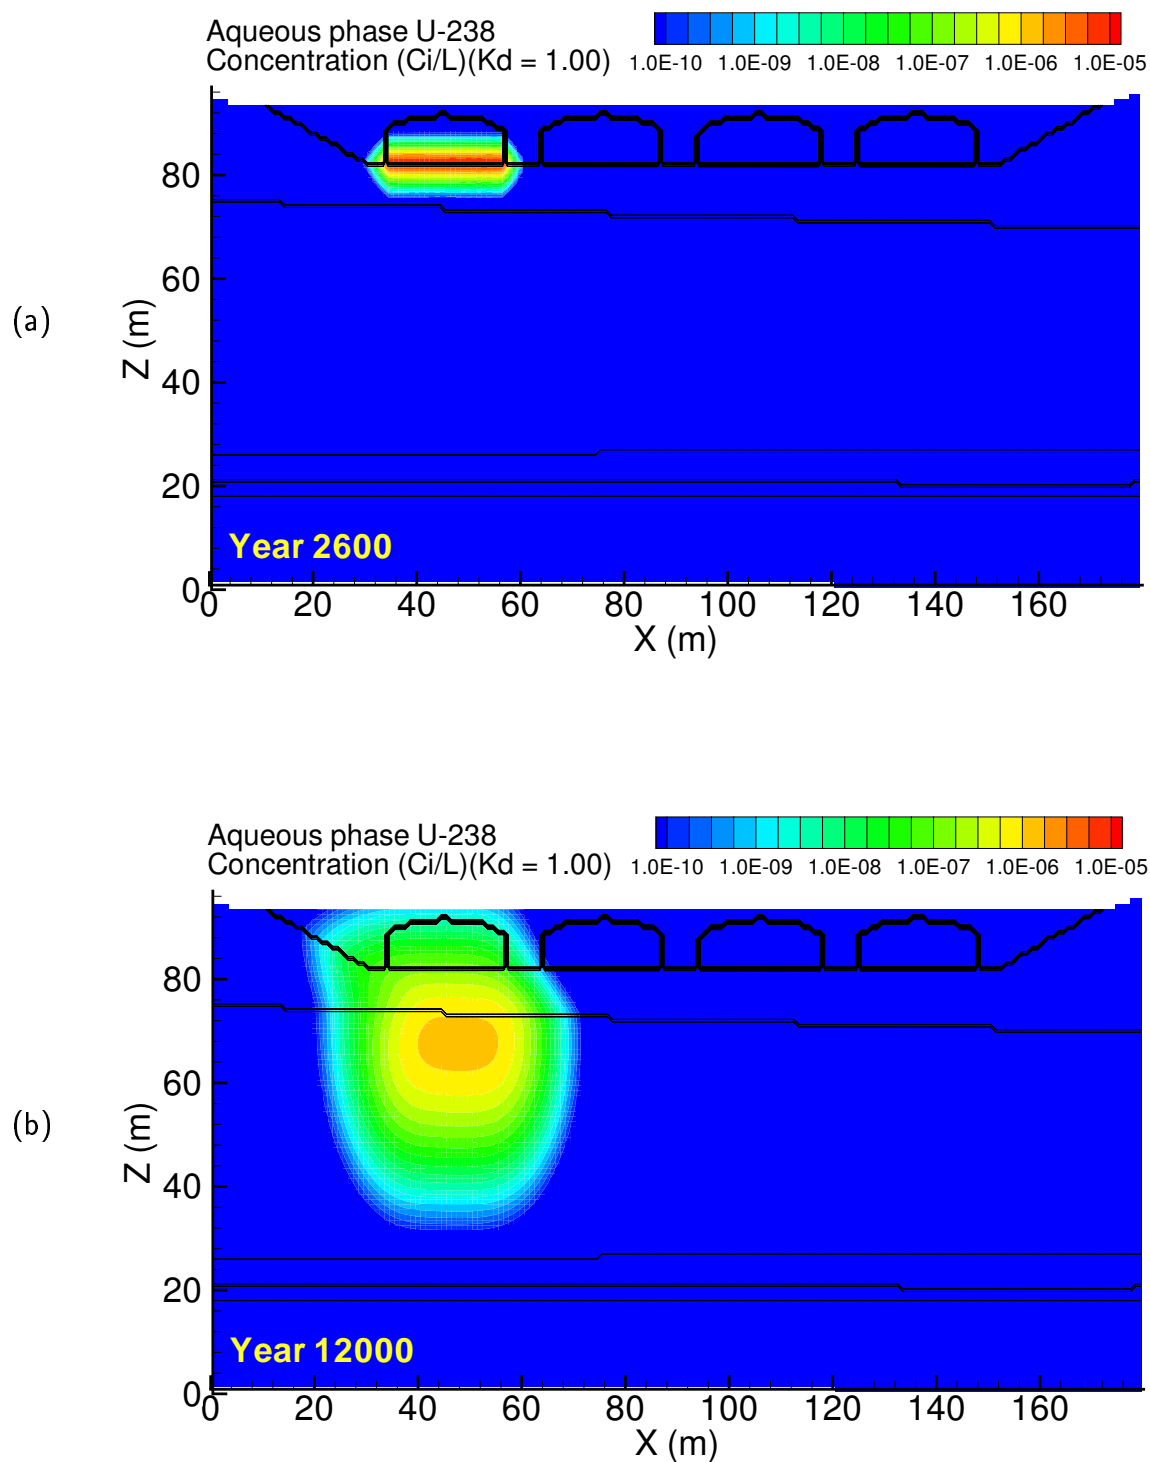 Aqueous phase U-238
Concentration (Ci/L)(Kd = 1.00)
1.0E-10 1.0E-09 1.0E-08 1.0E-07 1.0E-06 1.0E-05
80
60
(a)
Z (m)
40
20
Year 2600
0
0 20 40 60 80 100 120 140 160
X (m)
Aqueous phase U-238
Concentration (Ci/L)(Kd = 1.00)
1.0E-10 1.0E-09 1.0E-08 1.0E-07 1.0E-06 1.0E-05
80
60
(b)
Z (m)
40
20
Year 12000
0
0 20 40 60 80 100 120 140 160
X (m)